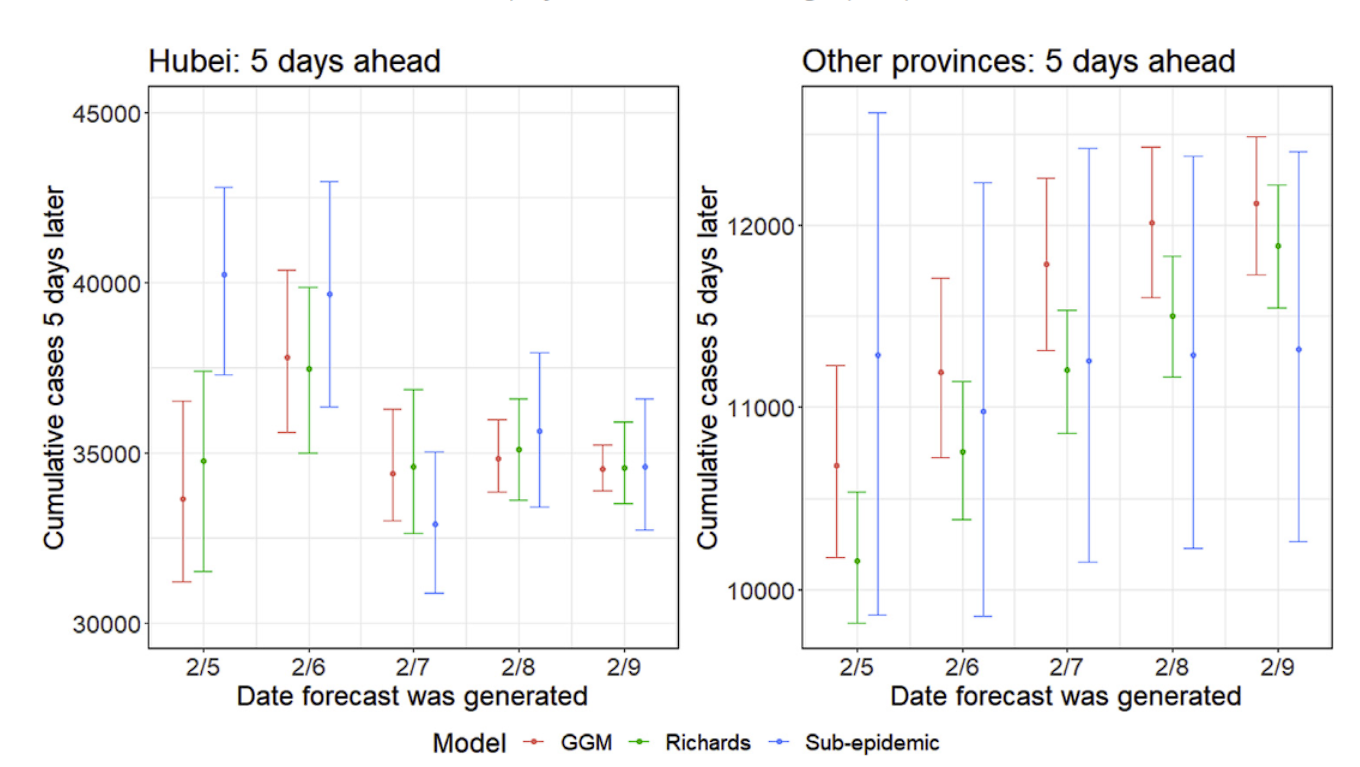 Hubei: 5 days ahead
Cumulative cases 5 days later
45000
40000
35000
30000
2/5 2/6 2/7 2/8 2/9
Date forecast was generated
Other provinces: 5 days ahead
Cumulative cases 5 days later
12000
11000
10000
2/5 2/6 2/7 2/8 2/9
Date forecast was generated
Model GGM Richards Sub-epidemic